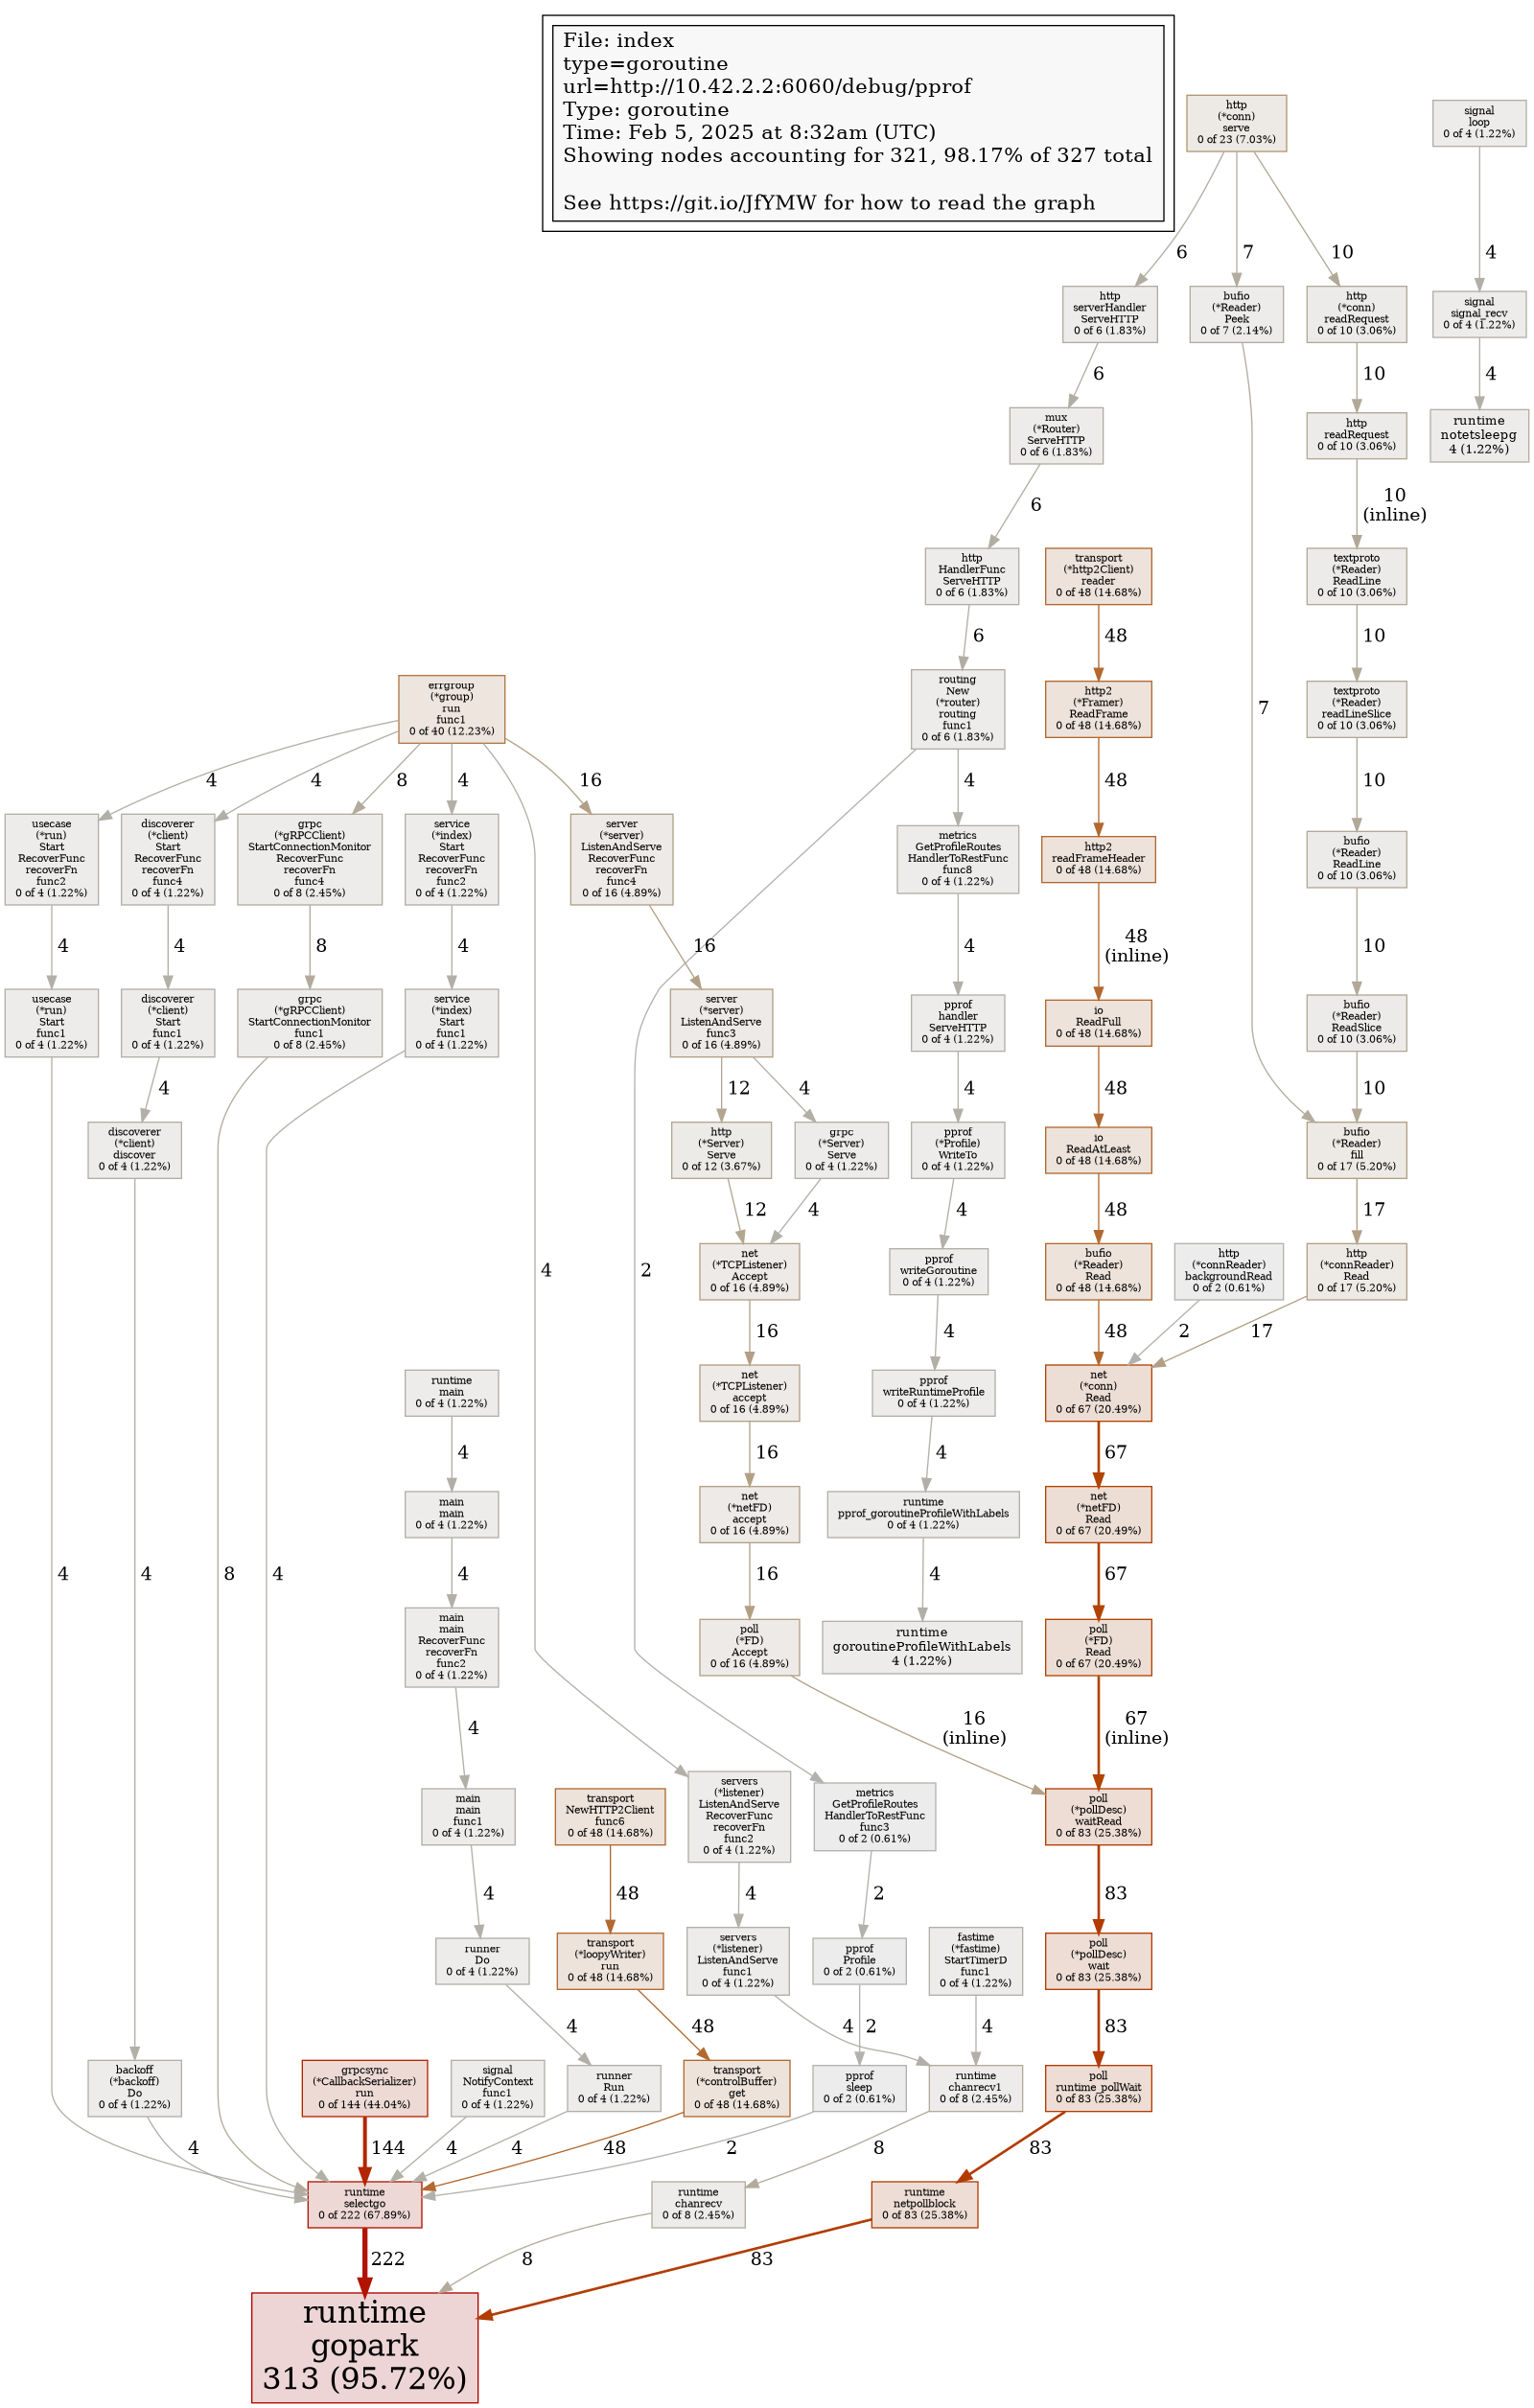 File: index
type=goroutine
url=http://10.42.2.2:6060/debug/pprof
Type: goroutine
Time: Feb 5, 2025 at 8:32am (UTC)
Showing nodes accounting for 321, 98.17% of 327 total
See https://git.io/JfYMW for how to read the graph
http
(*conn)
serve
0 of 23 (7.03%)
signal
loop
0 of 4 (1.22%)
6
7
10
4
http
serverHandler
ServeHTTP
0 of 6 (1.83%)
bufio
(*Reader)
Peek
0 of 7 (2.14%)
http
(*conn)
readRequest
0 of 10 (3.06%)
signal
signal_recv
0 of 4 (1.22%)
6
10
4
mux
(*Router)
ServeHTTP
0 of 6 (1.83%)
http
readRequest
0 of 10 (3.06%)
runtime
notetsleepg
4 (1.22%)
6
10
(inline)
http
HandlerFunc
ServeHTTP
0 of 6 (1.83%)
transport
(*http2Client)
reader
0 of 48 (14.68%)
textproto
(*Reader)
ReadLine
0 of 10 (3.06%)
6
48
10
errgroup
(*group)
run
func1
0 of 40 (12.23%)
routing
New
(*router)
routing
func1
0 of 6 (1.83%)
http2
(*Framer)
ReadFrame
0 of 48 (14.68%)
7
textproto
(*Reader)
readLineSlice
0 of 10 (3.06%)
4
4
8
4
16
4
48
10
usecase
(*run)
Start
RecoverFunc
recoverFn
func2
0 of 4 (1.22%)
discoverer
(*client)
Start
RecoverFunc
recoverFn
func4
0 of 4 (1.22%)
grpc
(*gRPCClient)
StartConnectionMonitor
RecoverFunc
recoverFn
func4
0 of 8 (2.45%)
service
(*index)
Start
RecoverFunc
recoverFn
func2
0 of 4 (1.22%)
server
(*server)
ListenAndServe
RecoverFunc
recoverFn
func4
0 of 16 (4.89%)
metrics
GetProfileRoutes
HandlerToRestFunc
func8
0 of 4 (1.22%)
http2
readFrameHeader
0 of 48 (14.68%)
bufio
(*Reader)
ReadLine
0 of 10 (3.06%)
4
4
8
4
16
4
48
(inline)
10
usecase
(*run)
Start
func1
0 of 4 (1.22%)
discoverer
(*client)
Start
func1
0 of 4 (1.22%)
grpc
(*gRPCClient)
StartConnectionMonitor
func1
0 of 8 (2.45%)
service
(*index)
Start
func1
0 of 4 (1.22%)
server
(*server)
ListenAndServe
func3
0 of 16 (4.89%)
pprof
handler
ServeHTTP
0 of 4 (1.22%)
io
ReadFull
0 of 48 (14.68%)
bufio
(*Reader)
ReadSlice
0 of 10 (3.06%)
4
12
4
4
48
10
discoverer
(*client)
discover
0 of 4 (1.22%)
http
(*Server)
Serve
0 of 12 (3.67%)
grpc
(*Server)
Serve
0 of 4 (1.22%)
pprof
(*Profile)
WriteTo
0 of 4 (1.22%)
io
ReadAtLeast
0 of 48 (14.68%)
bufio
(*Reader)
fill
0 of 17 (5.20%)
12
4
4
48
17
4
2
net
(*TCPListener)
Accept
0 of 16 (4.89%)
pprof
writeGoroutine
0 of 4 (1.22%)
bufio
(*Reader)
Read
0 of 48 (14.68%)
http
(*connReader)
backgroundRead
0 of 2 (0.61%)
http
(*connReader)
Read
0 of 17 (5.20%)
16
4
48
2
17
runtime
main
0 of 4 (1.22%)
net
(*TCPListener)
accept
0 of 16 (4.89%)
pprof
writeRuntimeProfile
0 of 4 (1.22%)
net
(*conn)
Read
0 of 67 (20.49%)
4
16
4
67
main
main
0 of 4 (1.22%)
net
(*netFD)
accept
0 of 16 (4.89%)
runtime
pprof_goroutineProfileWithLabels
0 of 4 (1.22%)
net
(*netFD)
Read
0 of 67 (20.49%)
4
4
8
4
4
16
4
67
main
main
RecoverFunc
recoverFn
func2
0 of 4 (1.22%)
poll
(*FD)
Accept
0 of 16 (4.89%)
runtime
goroutineProfileWithLabels
4 (1.22%)
poll
(*FD)
Read
0 of 67 (20.49%)
4
16
(inline)
67
(inline)
main
main
func1
0 of 4 (1.22%)
transport
NewHTTP2Client
func6
0 of 48 (14.68%)
servers
(*listener)
ListenAndServe
RecoverFunc
recoverFn
func2
0 of 4 (1.22%)
metrics
GetProfileRoutes
HandlerToRestFunc
func3
0 of 2 (0.61%)
poll
(*pollDesc)
waitRead
0 of 83 (25.38%)
4
48
4
2
83
runner
Do
0 of 4 (1.22%)
transport
(*loopyWriter)
run
0 of 48 (14.68%)
servers
(*listener)
ListenAndServe
func1
0 of 4 (1.22%)
pprof
Profile
0 of 2 (0.61%)
fastime
(*fastime)
StartTimerD
func1
0 of 4 (1.22%)
poll
(*pollDesc)
wait
0 of 83 (25.38%)
4
48
4
2
4
83
backoff
(*backoff)
Do
0 of 4 (1.22%)
grpcsync
(*CallbackSerializer)
run
0 of 144 (44.04%)
signal
NotifyContext
func1
0 of 4 (1.22%)
runner
Run
0 of 4 (1.22%)
transport
(*controlBuffer)
get
0 of 48 (14.68%)
pprof
sleep
0 of 2 (0.61%)
runtime
chanrecv1
0 of 8 (2.45%)
poll
runtime_pollWait
0 of 83 (25.38%)
4
144
4
4
48
2
8
83
runtime
selectgo
0 of 222 (67.89%)
runtime
chanrecv
0 of 8 (2.45%)
runtime
netpollblock
0 of 83 (25.38%)
222
8
83
runtime
gopark
313 (95.72%)